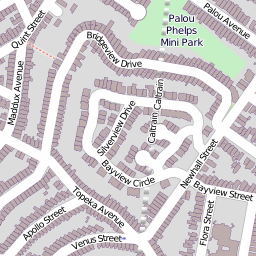 Palou
Phelps
Mini Park
Palou Avenue
Quint Street
Maddux Avenue
Bridgeview Drive
Silverview Drive
Caltrain Caltrain
Bayview Circle
Newhall Street
Bayview Street
Topeka Avenue
Apollo Street
Venus Street
Flora Street